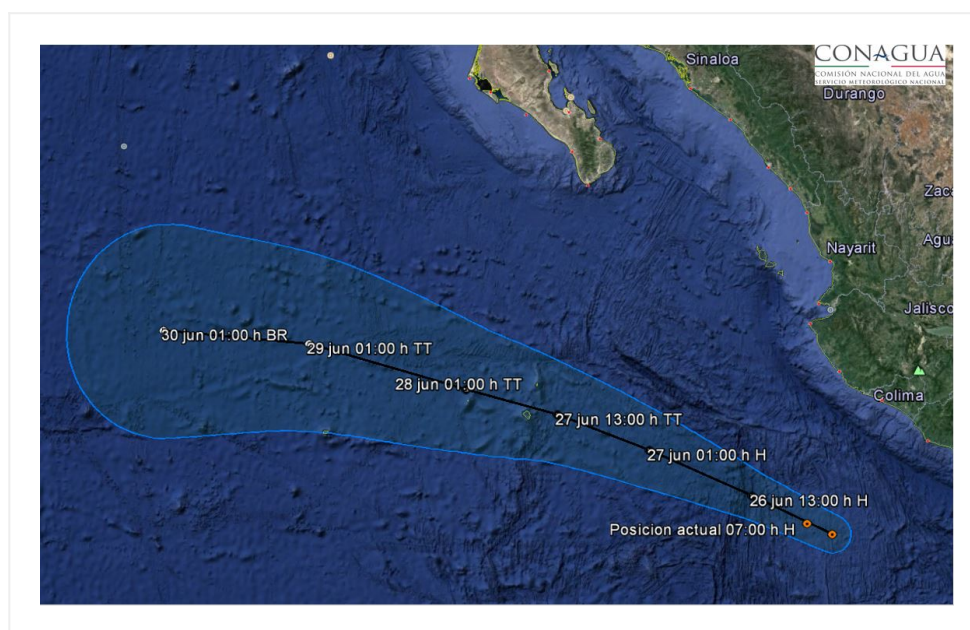 CONAGUA
COMISIÓN NACIONAL DEL AGUA
SERVICIO METEOROLÓGICO NACIONAL
Sinaloa
Durango
Zac
Nayarit
Agu
Jalisco
30 jun 01:00 h BR
29 jun 01:00 h TT
28 jun 01:00 h TT
Colima
27 jun 13:00 h TT
27 jun 01:00 h H
26 jun 13:00 h H
Posicion actual 07:00 h H